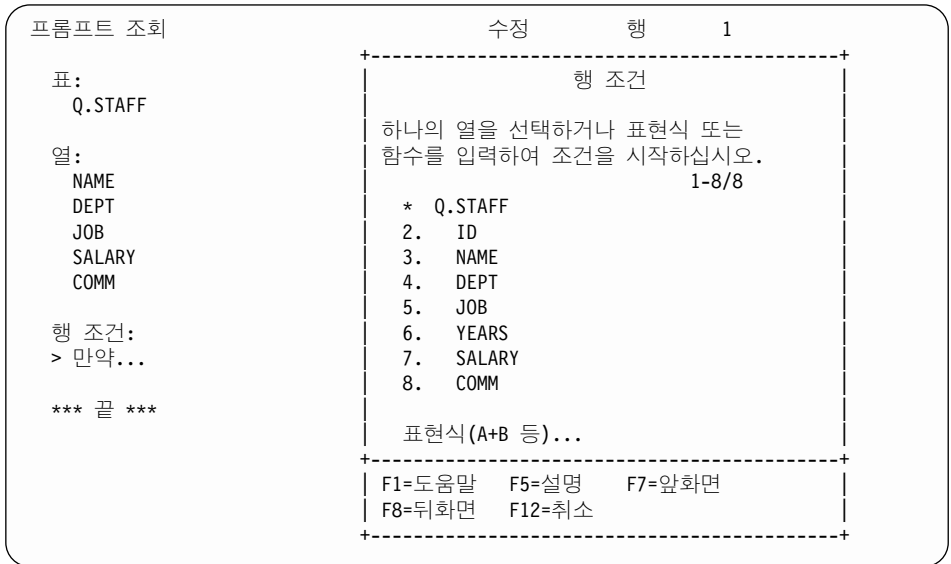 프롬프트 조회 수정 행 1
+--------------------------------------------+
표: | 행 조건 |
Q.STAFF | |
| 하나의 열을 선택하거나 표현식 또는 |
열: | 함수를 입력하여 조건을 시작하십시오. |
NAME | 1-8/8 |
DEPT | * Q.STAFF |
JOB | 2. ID |
SALARY | 3. NAME |
COMM | 4. DEPT |
| 5. JOB |
행 조건: | 6. YEARS |
> 만약... | 7. SALARY |
| 8. COMM |
*** 끝 *** | |
| 표현식(A+B 등)... |
+--------------------------------------------+
| F1=도움말 F5=설명 F7=앞화면 |
| F8=뒤화면 F12=취소 |
+--------------------------------------------+